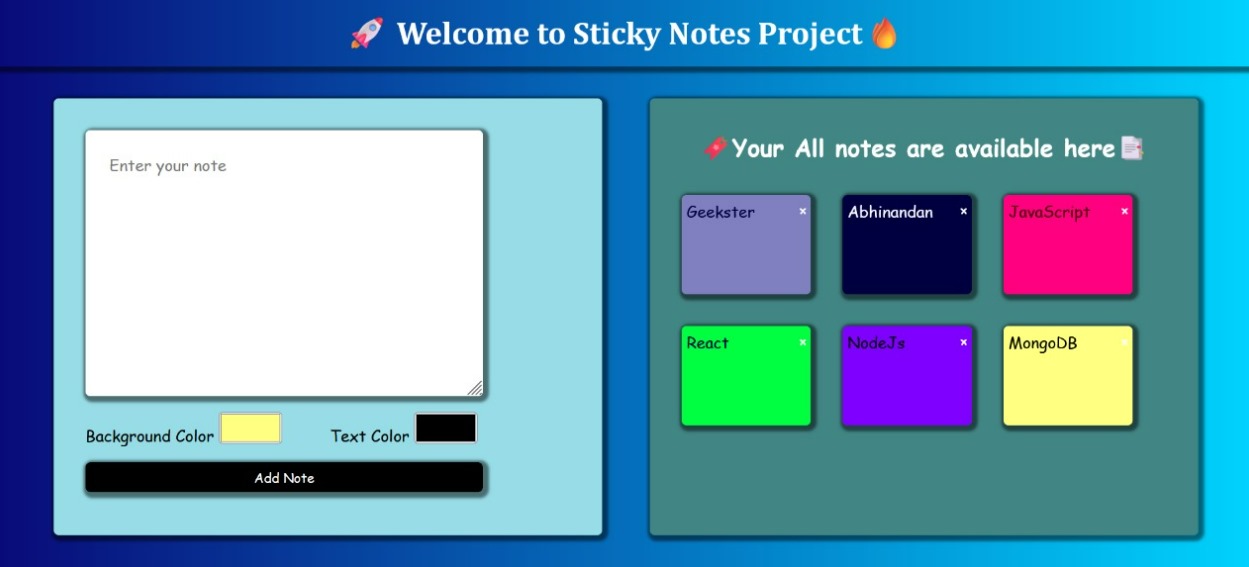 🚀 Welcome to Sticky Notes Project 🔥
Enter your note
Background Color
Text Color
Add Note
Your All notes are available here📑
Geekster ×
Abhinandan ×
JavaScript ×
React ×
NodeJs ×
MongoDB ×